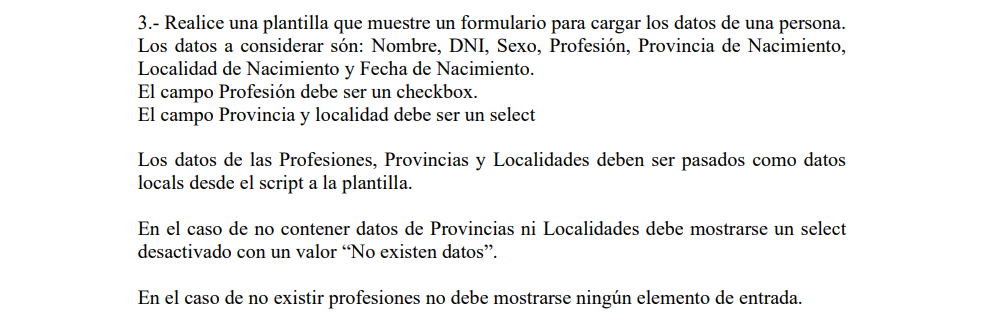 3.- Realice una plantilla que muestre un formulario para cargar los datos de una persona.
Los datos a considerar són: Nombre, DNI, Sexo, Profesión, Provincia de Nacimiento,
Localidad de Nacimiento y Fecha de Nacimiento.
El campo Profesión debe ser un checkbox.
El campo Provincia y localidad debe ser un select
Los datos de las Profesiones, Provincias y Localidades deben ser pasados como datos
locals desde el script a la plantilla.
En el caso de no contener datos de Provincias ni Localidades debe mostrarse un select
desactivado con un valor “No existen datos”.
En el caso de no existir profesiones no debe mostrarse ningún elemento de entrada.